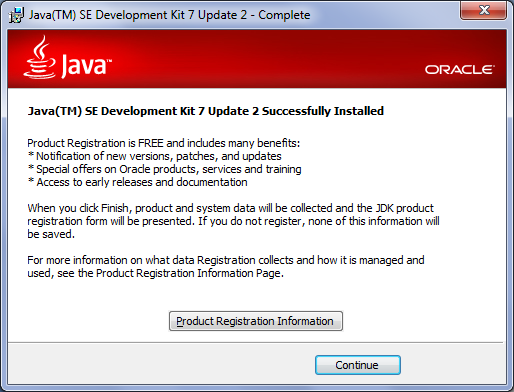 Java(TM) SE Development Kit 7 Update 2 - Complete
Java™
ORACLE
Java(TM) SE Development Kit 7 Update 2 Successfully Installed
Product Registration is FREE and includes many benefits:
* Notification of new versions, patches, and updates
* Special offers on Oracle products, services and training
* Access to early releases and documentation
When you click Finish, product and system data will be collected and the JDK product
registration form will be presented. If you do not register, none of this information will
be saved.
For more information on what data Registration collects and how it is managed and
used, see the Product Registration Information Page.
Product Registration Information
Continue